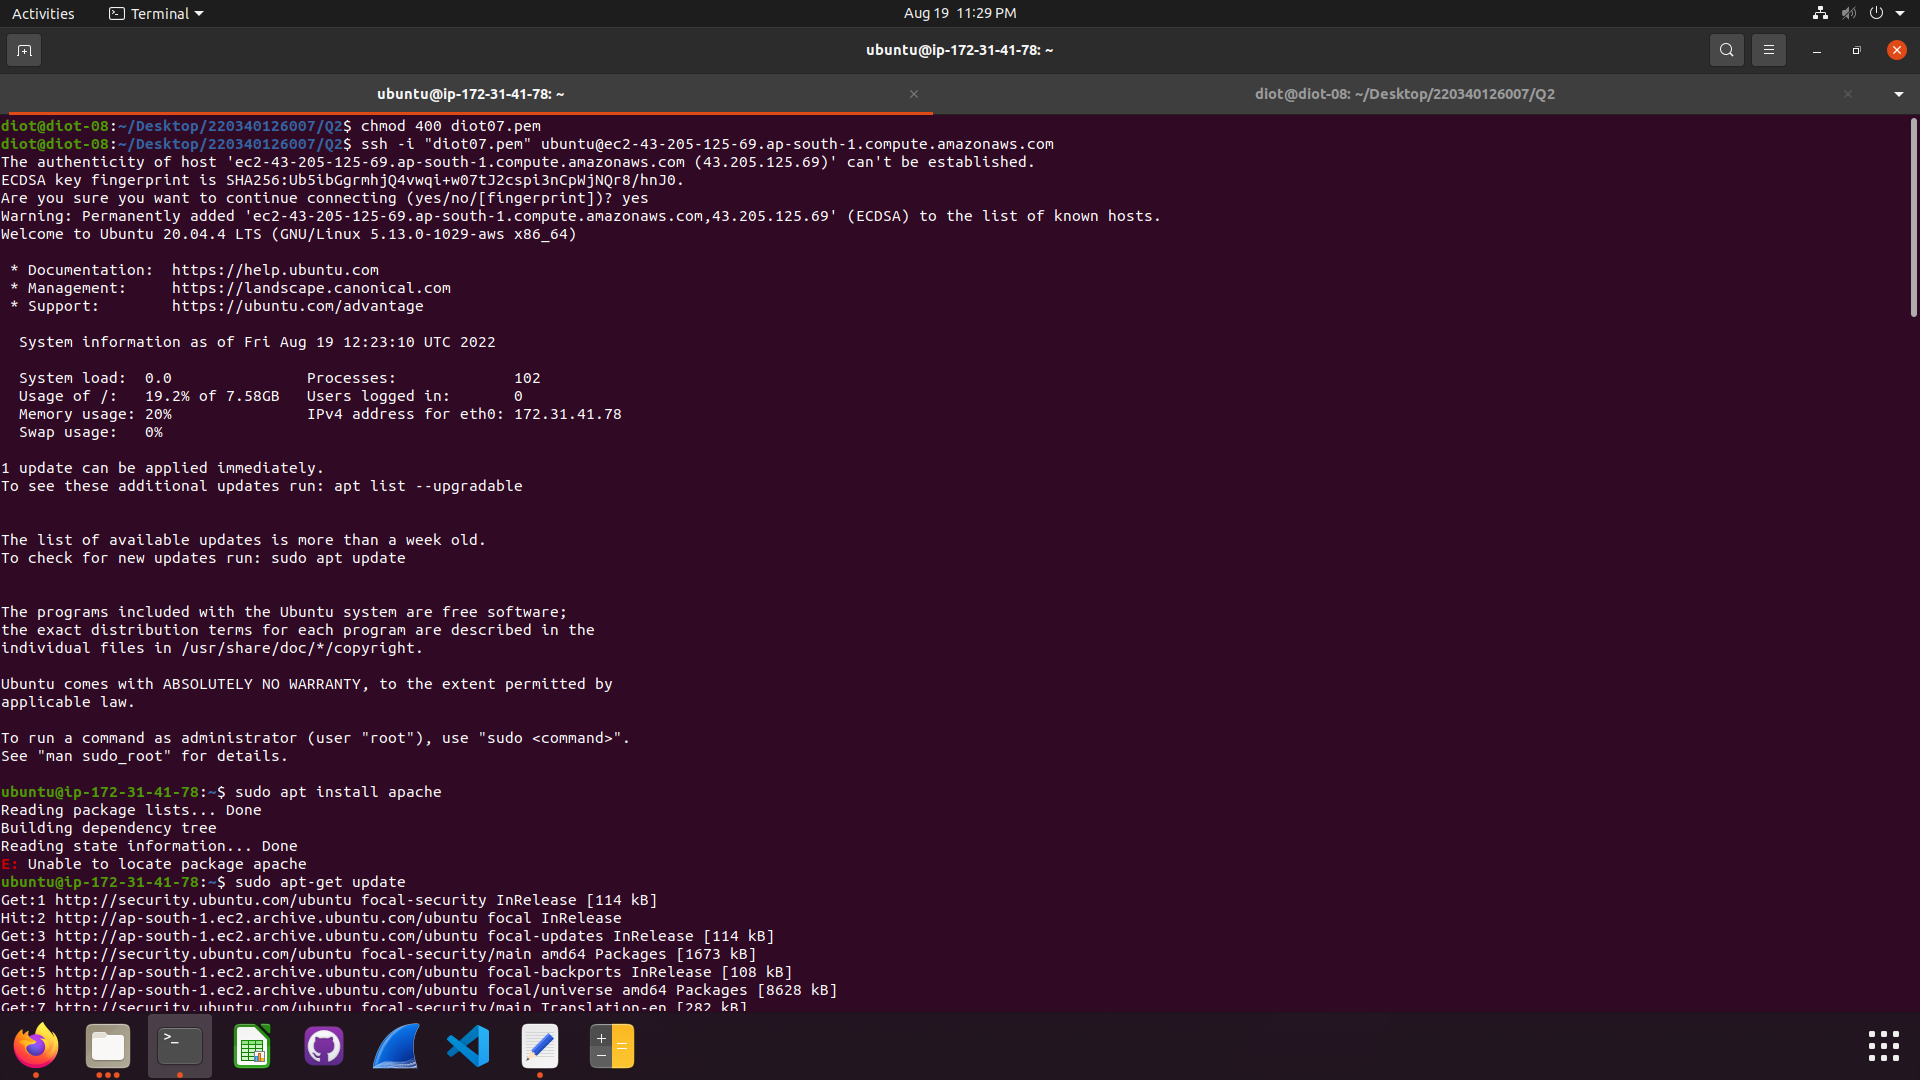 Activities Terminal Aug 19 11:29 PM
ubuntu@ip-172-31-41-78: ~
ubuntu@ip-172-31-41-78: ~ diot@diot-08: ~/Desktop/220340126007/Q2
diot@diot-08:~/Desktop/220340126007/Q2$ chmod 400 diot07.pem
diot@diot-08:~/Desktop/220340126007/Q2$ ssh -i "diot07.pem" ubuntu@ec2-43-205-125-69.ap-south-1.compute.amazonaws.com
The authenticity of host 'ec2-43-205-125-69.ap-south-1.compute.amazonaws.com (43.205.125.69)' can't be established.
ECDSA key fingerprint is SHA256:Ub5ibGgrmhjQ4vwqi+w07tJ2cspi3nCpWjNQr8/hnJ0.
Are you sure you want to continue connecting (yes/no/[fingerprint])? yes
Warning: Permanently added 'ec2-43-205-125-69.ap-south-1.compute.amazonaws.com,43.205.125.69' (ECDSA) to the list of known hosts.
Welcome to Ubuntu 20.04.4 LTS (GNU/Linux 5.13.0-1029-aws x86_64)
* Documentation: https://help.ubuntu.com
* Management: https://landscape.canonical.com
* Support: https://ubuntu.com/advantage
System information as of Fri Aug 19 12:23:10 UTC 2022
System load: 0.0 Processes: 102
Usage of /: 19.2% of 7.58GB Users logged in: 0
Memory usage: 20% IPv4 address for eth0: 172.31.41.78
Swap usage: 0%
1 update can be applied immediately.
To see these additional updates run: apt list --upgradable
The list of available updates is more than a week old.
To check for new updates run: sudo apt update
The programs included with the Ubuntu system are free software;
the exact distribution terms for each program are described in the
individual files in /usr/share/doc/*/copyright.
Ubuntu comes with ABSOLUTELY NO WARRANTY, to the extent permitted by
applicable law.
To run a command as administrator (user "root"), use "sudo <command>".
See "man sudo_root" for details.
ubuntu@ip-172-31-41-78:~$ sudo apt install apache
Reading package lists... Done
Building dependency tree
Reading state information... Done
E: Unable to locate package apache
ubuntu@ip-172-31-41-78:~$ sudo apt-get update
Get:1 http://security.ubuntu.com/ubuntu focal-security InRelease [114 kB]
Hit:2 http://ap-south-1.ec2.archive.ubuntu.com/ubuntu focal InRelease
Get:3 http://ap-south-1.ec2.archive.ubuntu.com/ubuntu focal-updates InRelease [114 kB]
Get:4 http://security.ubuntu.com/ubuntu focal-security/main amd64 Packages [1673 kB]
Get:5 http://ap-south-1.ec2.archive.ubuntu.com/ubuntu focal-backports InRelease [108 kB]
Get:6 http://ap-south-1.ec2.archive.ubuntu.com/ubuntu focal/universe amd64 Packages [8628 kB]
Get:7 http://security.ubuntu.com/ubuntu focal-security/main Translation-en [282 kB]